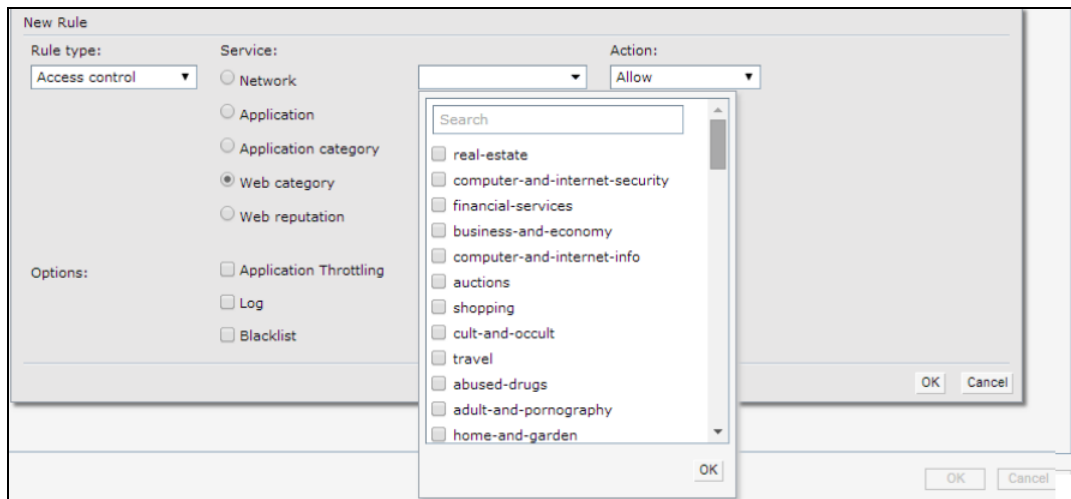 New Rule
Rule type:
Service:
Action:
Access control
Network
Allow
Application
Application category
Web category
Web reputation
Search
real-estate
computer-and-internet-security
financial-services
business-and-economy
computer-and-internet-info
auctions
shopping
cult-and-occult
travel
abused-drugs
adult-and-pornography
home-and-garden
OK
Options:
Application Throttling
Log
Blacklist
OK
Cancel
OK
Cancel